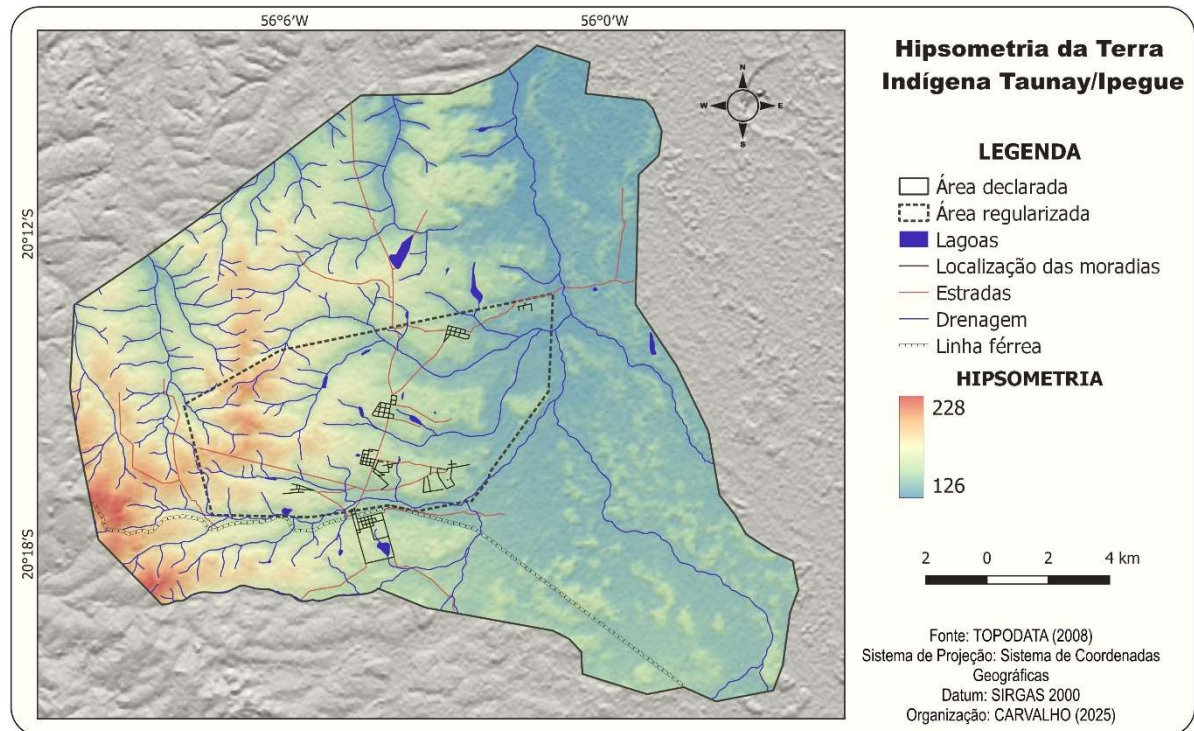 56°6'W
56°0'W
20°12'S
20°18'S
N
W
E
S
Hipsometria da Terra
Indígena Taunay/Ipegue
LEGENDA
Área declarada
Área regularizada
Lagoas
Localização das moradias
Estradas
Drenagem
Linha férrea
HIPSOMETRIA
228
126
2 0 2 4 km
Fonte: TOPODATA (2008)
Sistema de Projeção: Sistema de Coordenadas
Geográficas
Datum: SIRGAS 2000
Organização: CARVALHO (2025)